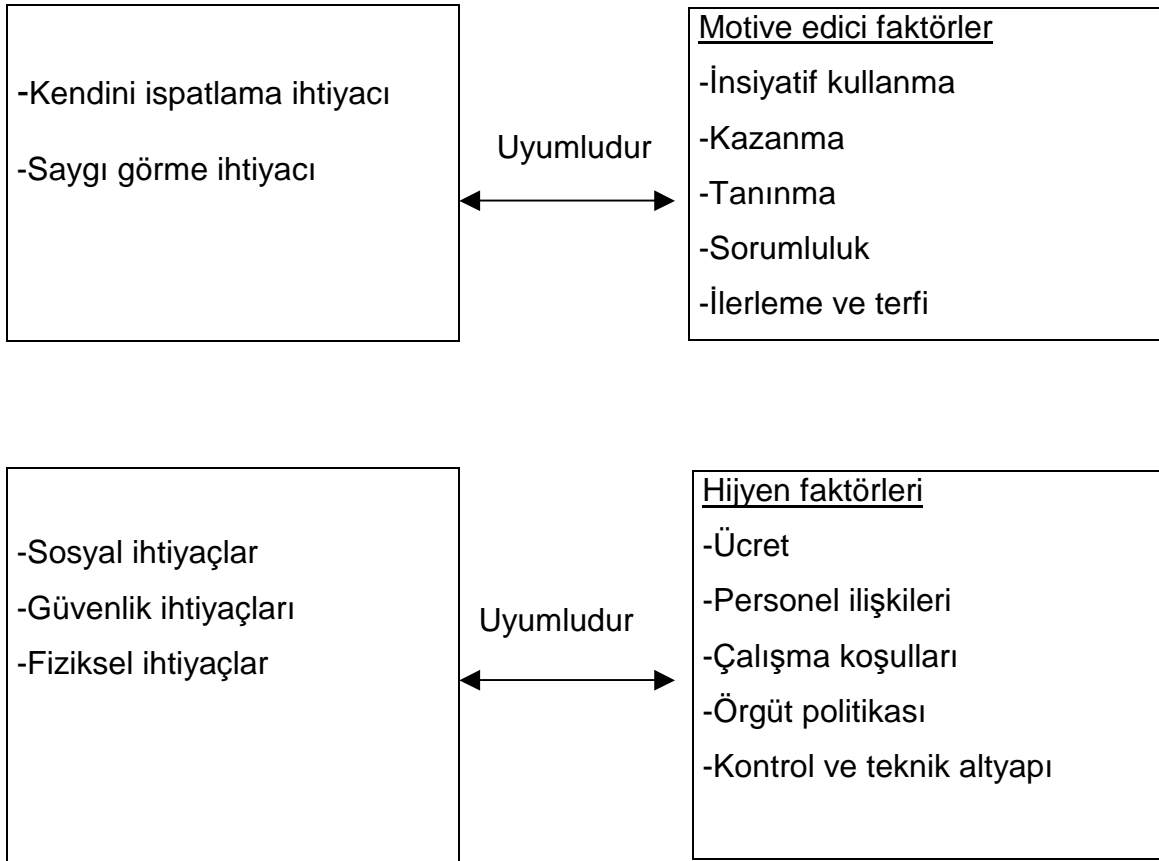 -Kendini ispatlama ihtiyacı
-Saygı görme ihtiyacı
Uyumludur
Motive edici faktörler
-İnsiyatif kullanma
-Kazanma
-Tanınma
-Sorumluluk
-İlerleme ve terfi
-Sosyal ihtiyaçlar
-Güvenlik ihtiyaçları
-Fiziksel ihtiyaçlar
Uyumludur
Hijyen faktörleri
-Ücret
-Personel ilişkileri
-Çalışma koşulları
-Örgüt politikası
-Kontrol ve teknik altyapı